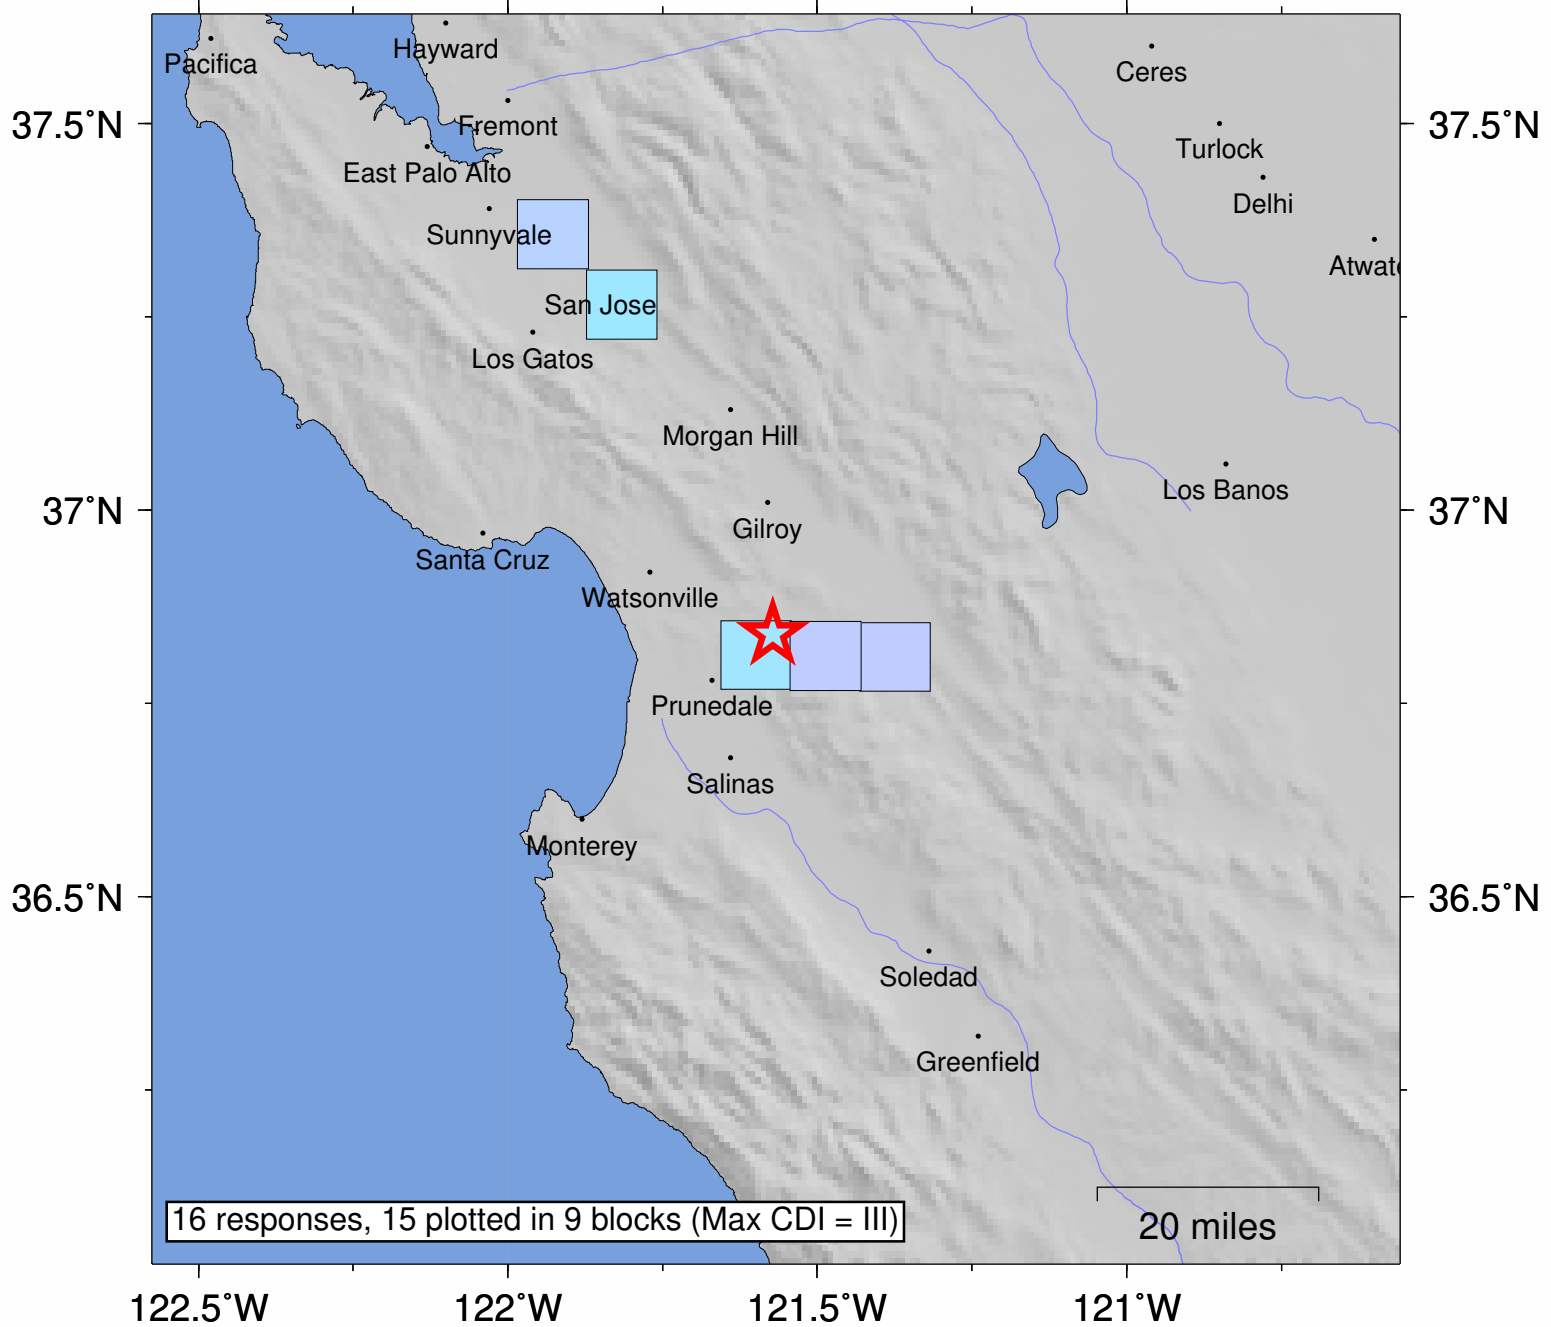 Pacifica
Hayward
Ceres
37.5˚N
Fremont
37.5˚N
Turlock
East Palo Alto
Delhi
Sunnyvale
Atwate
San Jose
Los Gatos
Morgan Hill
Los Banos
37˚N
37˚N
Gilroy
Santa Cruz
Watsonville
Prunedale
Salinas
Monterey
36.5˚N
36.5˚N
Soledad
Greenfield
16 responses, 15 plotted in 9 blocks (Max CDI = III)
20 miles
122.5˚W
122˚W
121.5˚W
121˚W